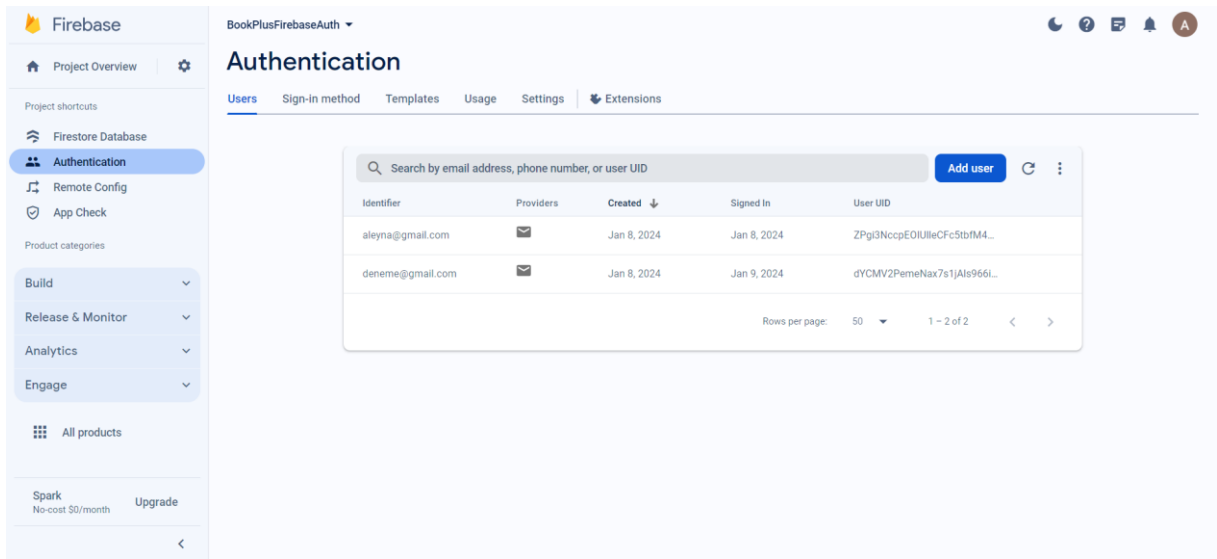 Firebase
BookPlusFirebaseAuth
A
Project Overview
Authentication
Users Sign-in method Templates Usage Settings Extensions
Project shortcuts
Firestore Database
Authentication
Remote Config
App Check
Product categories
Build
Release & Monitor
Analytics
Engage
All products
Spark
No-cost $0/month
Upgrade
Search by email address, phone number, or user UID
Add user
Identifier Providers Created Signed In User UID
aleyna@gmail.com Jan 8, 2024 Jan 8, 2024
deneme@gmail.com Jan 8, 2024 Jan 9, 2024 dYCMV2PemeNax7s1jAIs966i...
Rows per page: 50 1 – 2 of 2